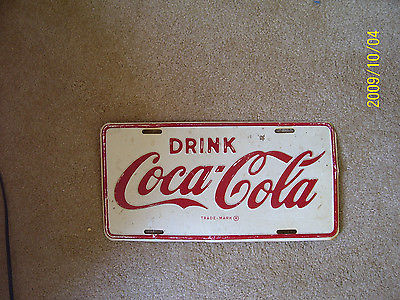 DRINK
Coca-Cola
TRADE-MARK ®
2009/10/04